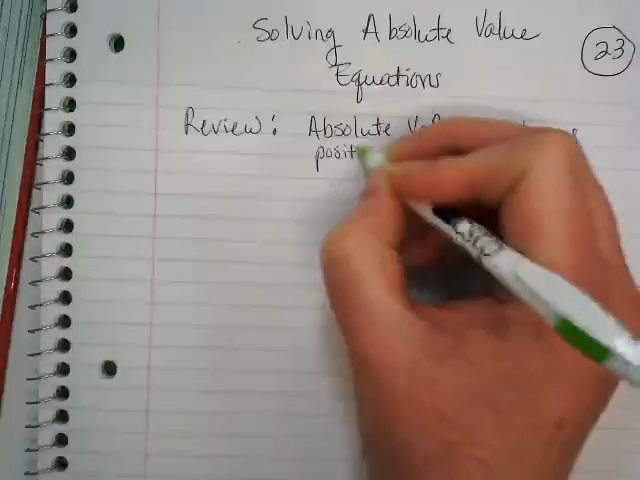 Solving Absolute Value
23
Equations
Review: Absolute
posit